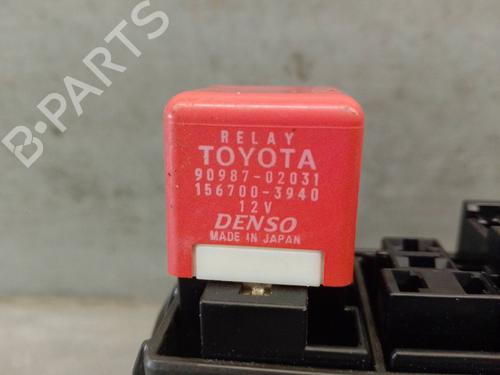 B-PARTS
RELAY
TOYOTA
90987-02031
156700-3940
12V
DENSO
MADE IN JAPAN